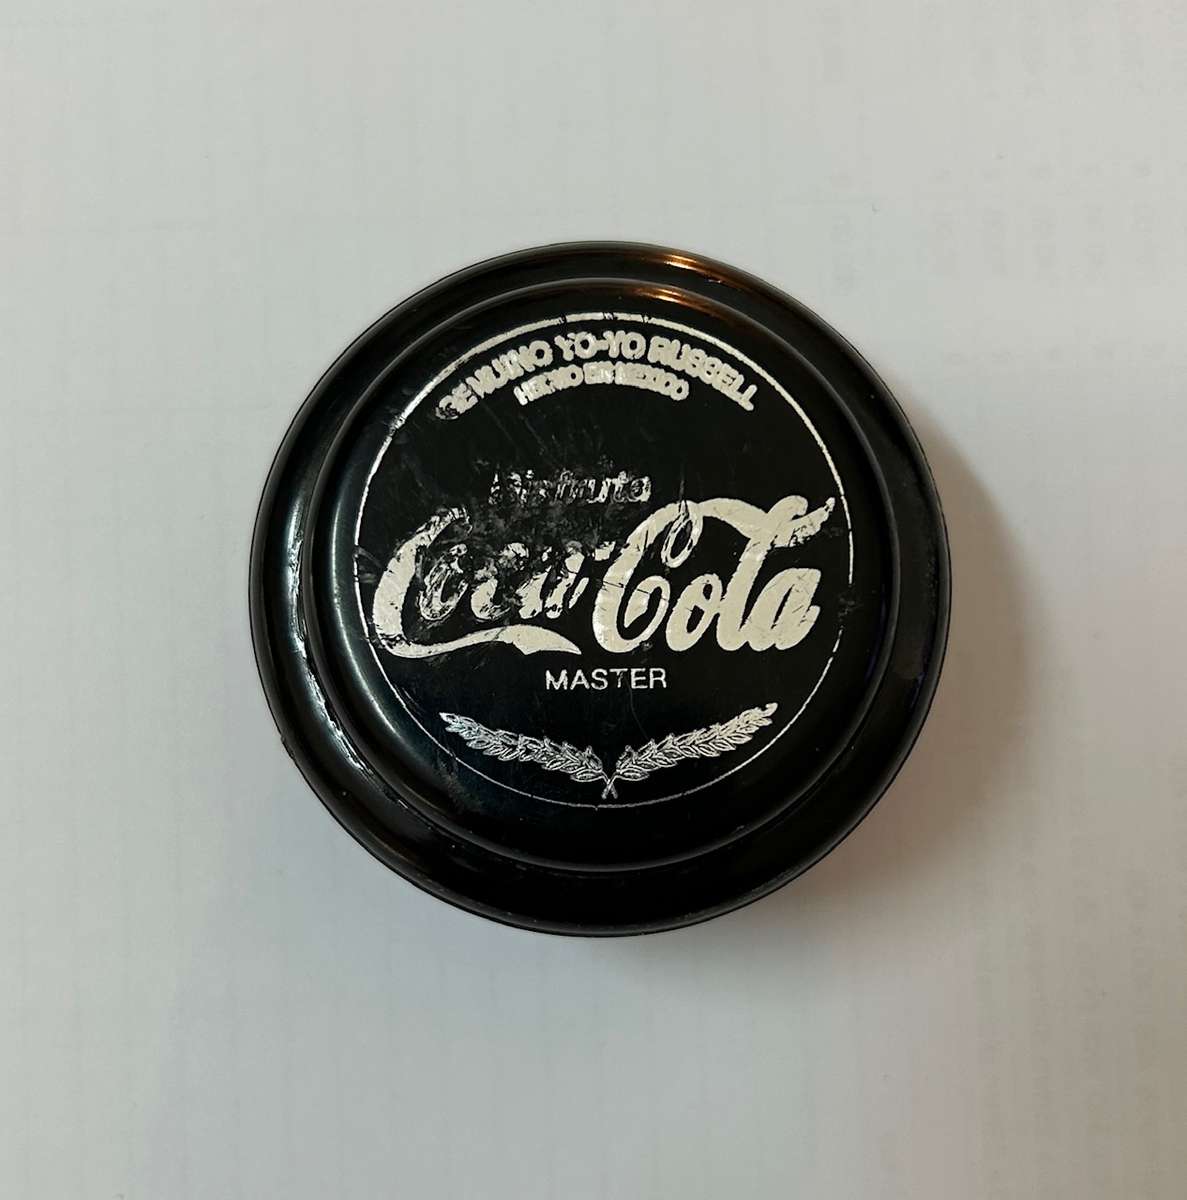 GENUINO YO-YO RUSSELL
HECHO EN MEXICO
Disfrute
Coca-Cola
MASTER